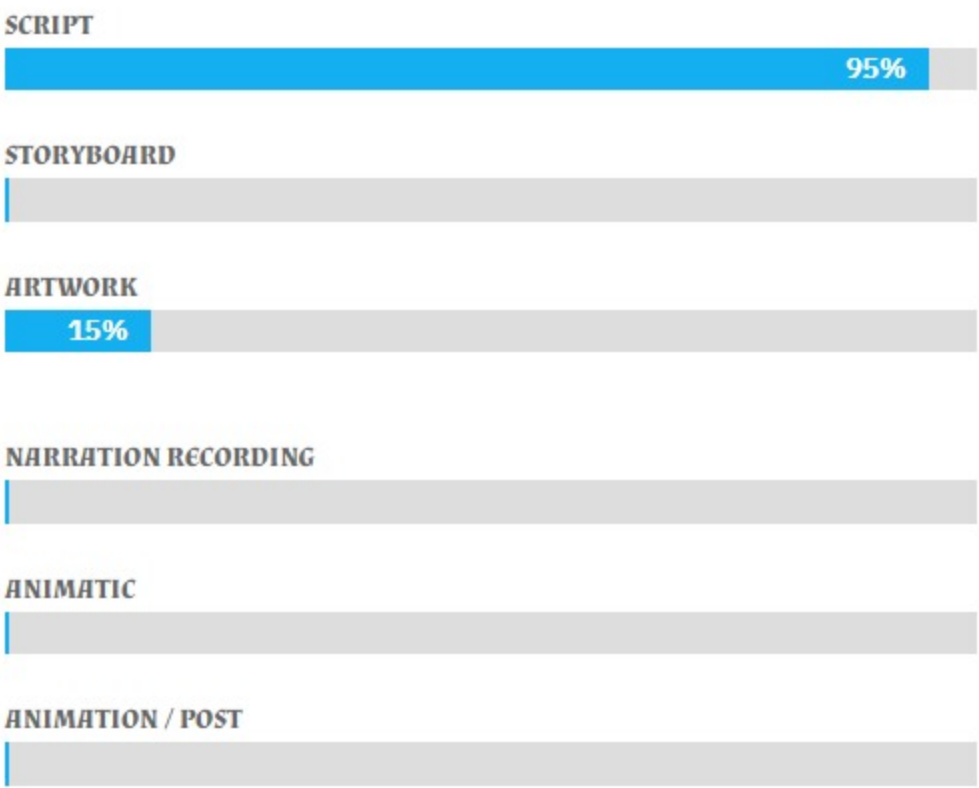 SCRIPT
95%
STORYBOARD
ARTWORK
15%
NARRATION RECORDING
ANIMATIC
ANIMATION / POST